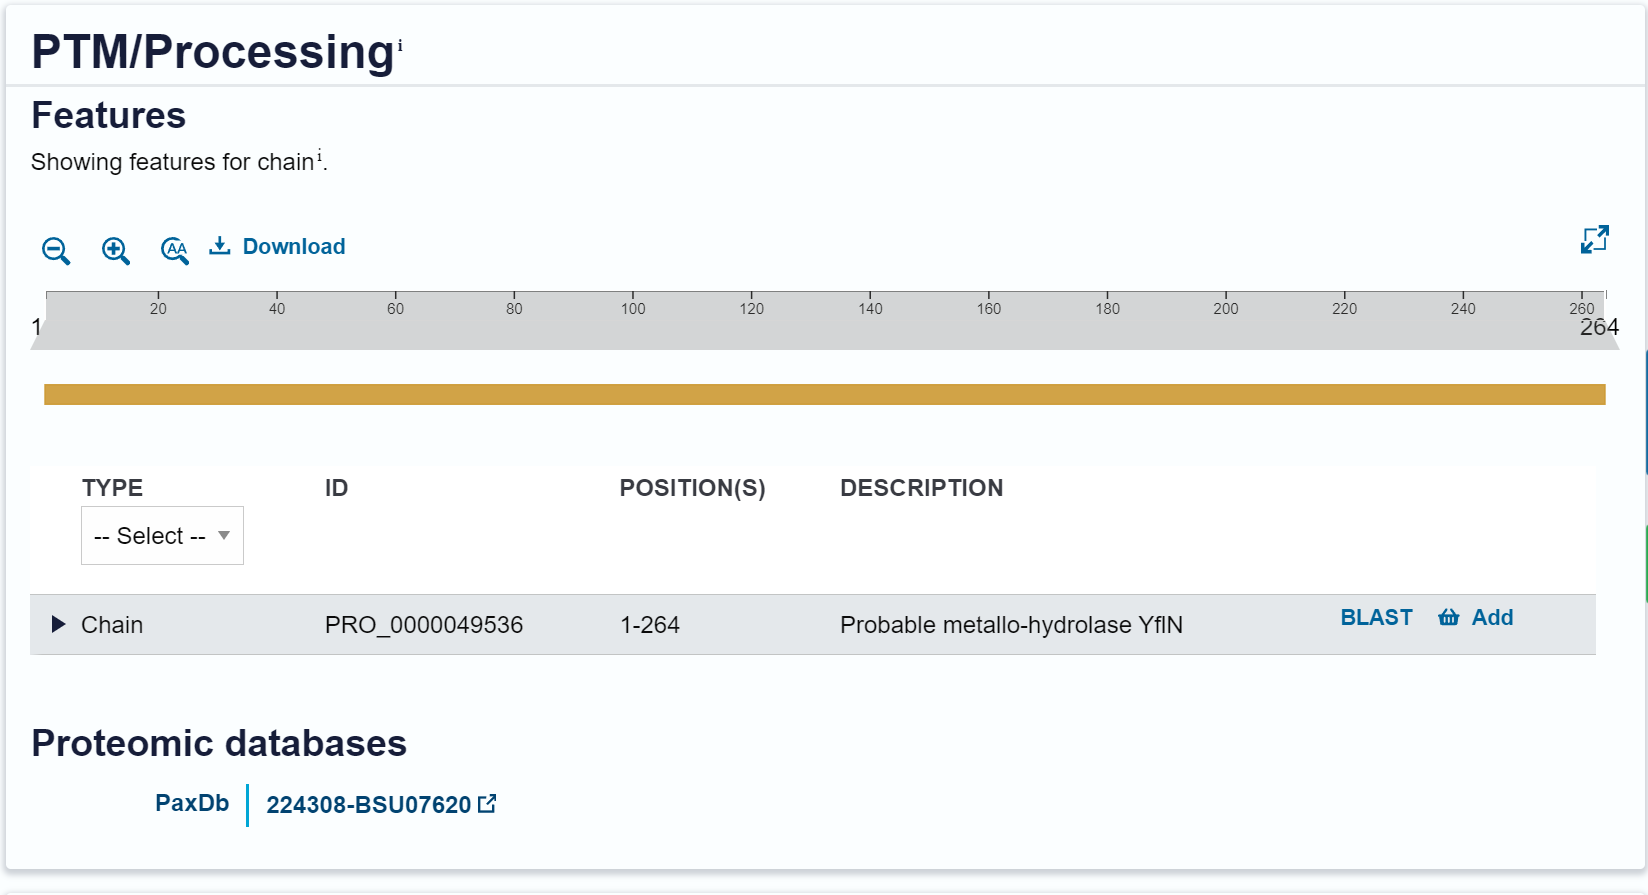 PTM/Processing i
Features
Showing features for chain i.
AA Download
20 40 60 80 100 120 140 160 180 200 220 240 260
1 264
TYPE ID POSITION(S) DESCRIPTION
-- Select --
Chain PRO_0000049536 1-264 Probable metallo-hydrolase YflN BLAST Add
Proteomic databases
PaxDb 224308-BSU07620